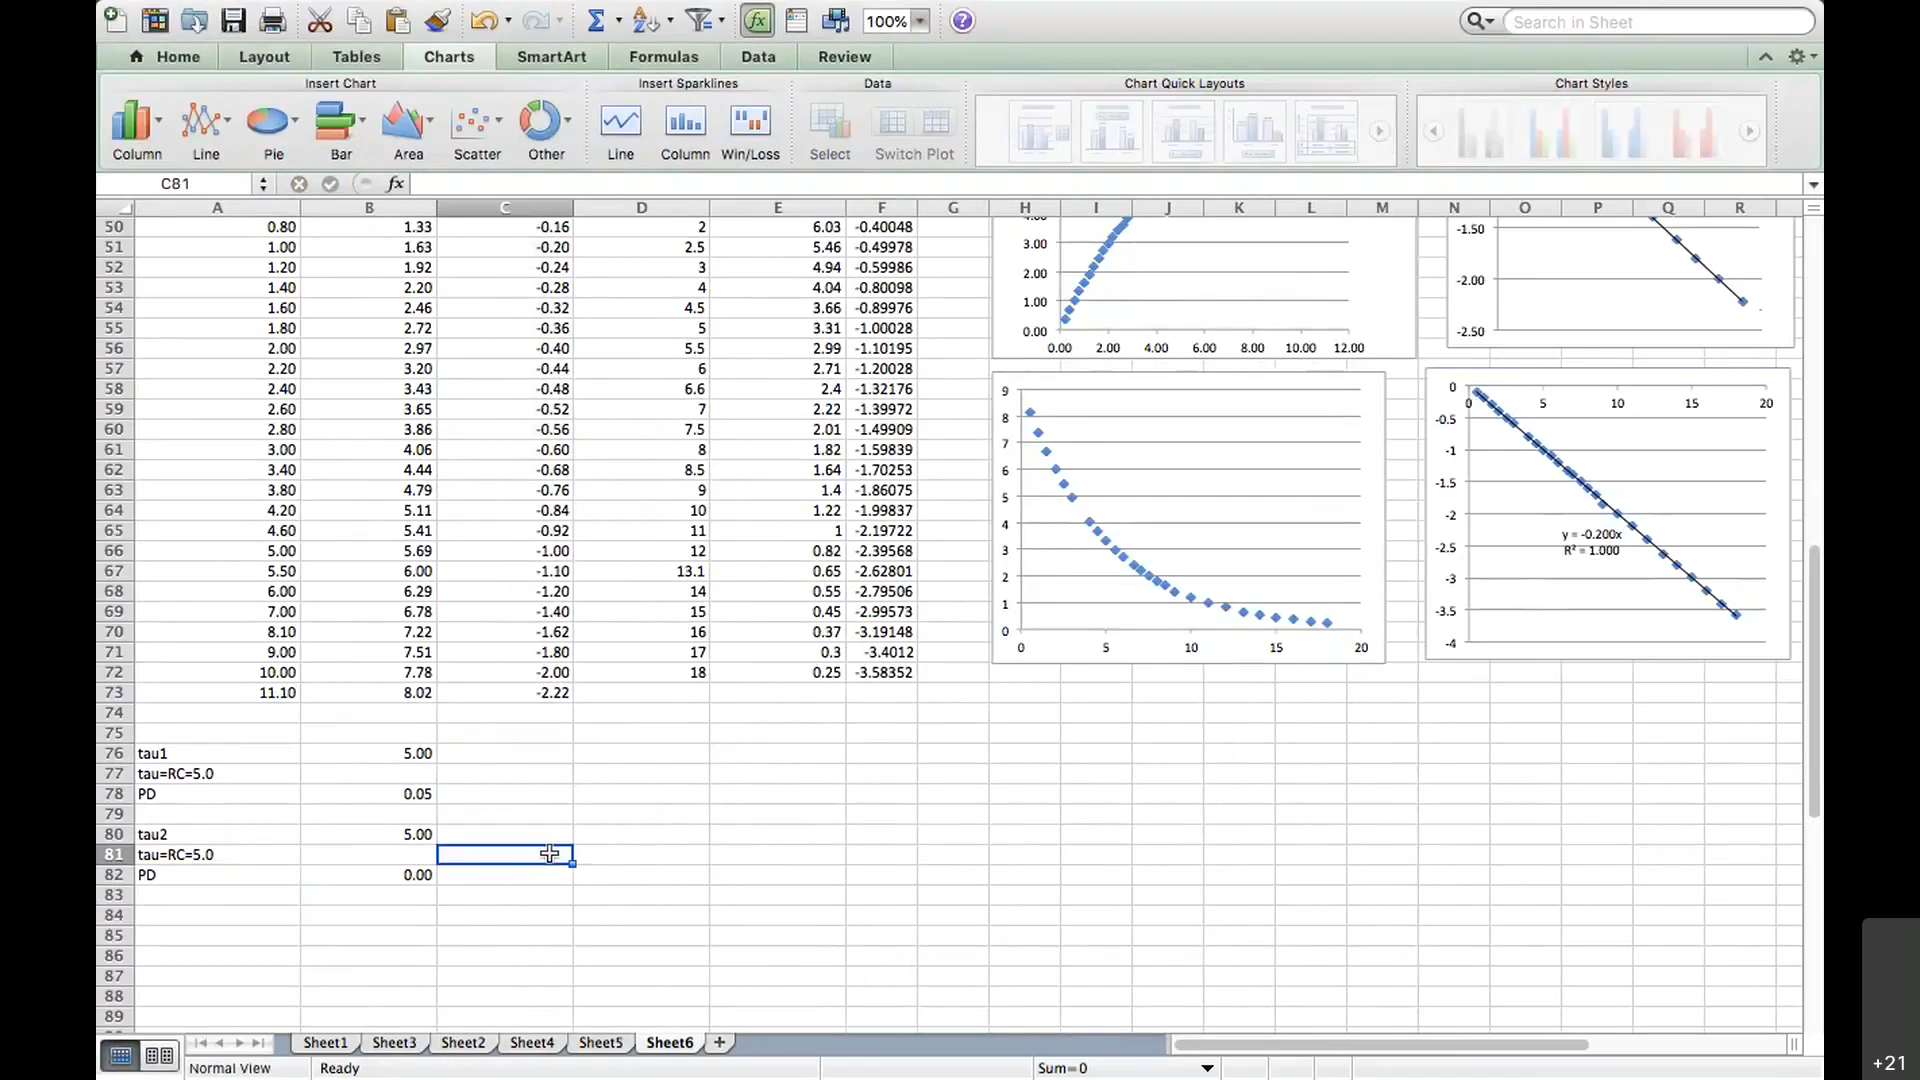 100%
Search in Sheet
Home Layout Tables Charts SmartArt Formulas Data Review
Insert Chart Insert Sparklines Data Chart Quick Layouts Chart Styles
Column Line Pie Bar Area Scatter Other Line Column Win/Loss Select Switch Plot
C81 fx
A B C D E F G H I J K L M N O P Q R
50 0.80 1.33 -0.16 2 6.03 -0.40048
51 1.00 1.63 -0.20 2.5 5.46 -0.49978
52 1.20 1.92 -0.24 3 4.94 -0.59986
53 1.40 2.20 -0.28 4 4.04 -0.80098
54 1.60 2.46 -0.32 4.5 3.66 -0.89976
55 1.80 2.72 -0.36 5 3.31 -1.00028
56 2.00 2.97 -0.40 5.5 2.99 -1.10195
57 2.20 3.20 -0.44 6 2.71 -1.20028
58 2.40 3.43 -0.48 6.6 2.4 -1.32176
59 2.60 3.65 -0.52 7 2.22 -1.39972
60 2.80 3.86 -0.56 7.5 2.01 -1.49909
61 3.00 4.06 -0.60 8 1.82 -1.59839
62 3.40 4.44 -0.68 8.5 1.64 -1.70253
63 3.80 4.79 -0.76 9 1.4 -1.86075
64 4.20 5.11 -0.84 10 1.22 -1.99837
65 4.60 5.41 -0.92 11 1 -2.19722
66 5.00 5.69 -1.00 12 0.82 -2.39568
67 5.50 6.00 -1.10 13.1 0.65 -2.62801
68 6.00 6.29 -1.20 14 0.55 -2.79506
69 7.00 6.78 -1.40 15 0.45 -2.99573
70 8.10 7.22 -1.62 16 0.37 -3.19148
71 9.00 7.51 -1.80 17 0.3 -3.4012
72 10.00 7.78 -2.00 18 0.25 -3.58352
73 11.10 8.02 -2.22
74
75
76 tau1 5.00
77 tau=RC=5.0
78 PD 0.05
79
80 tau2 5.00
81 tau=RC=5.0
82 PD 0.00
83
84
85
86
87
88
89
3.00
2.00
1.00
0.00
0.00 2.00 4.00 6.00 8.00 10.00 12.00
-1.50
-2.00
-2.50
9
8
7
6
5
4
3
2
1
0
0 5 10 15 20
0
0 5 10 15 20
-0.5
-1
-1.5
-2
-2.5
-3
-3.5
-4
y = -0.200x
R² = 1.000
Sheet1 Sheet3 Sheet2 Sheet4 Sheet5 Sheet6 +
Normal View Ready Sum=0
+21